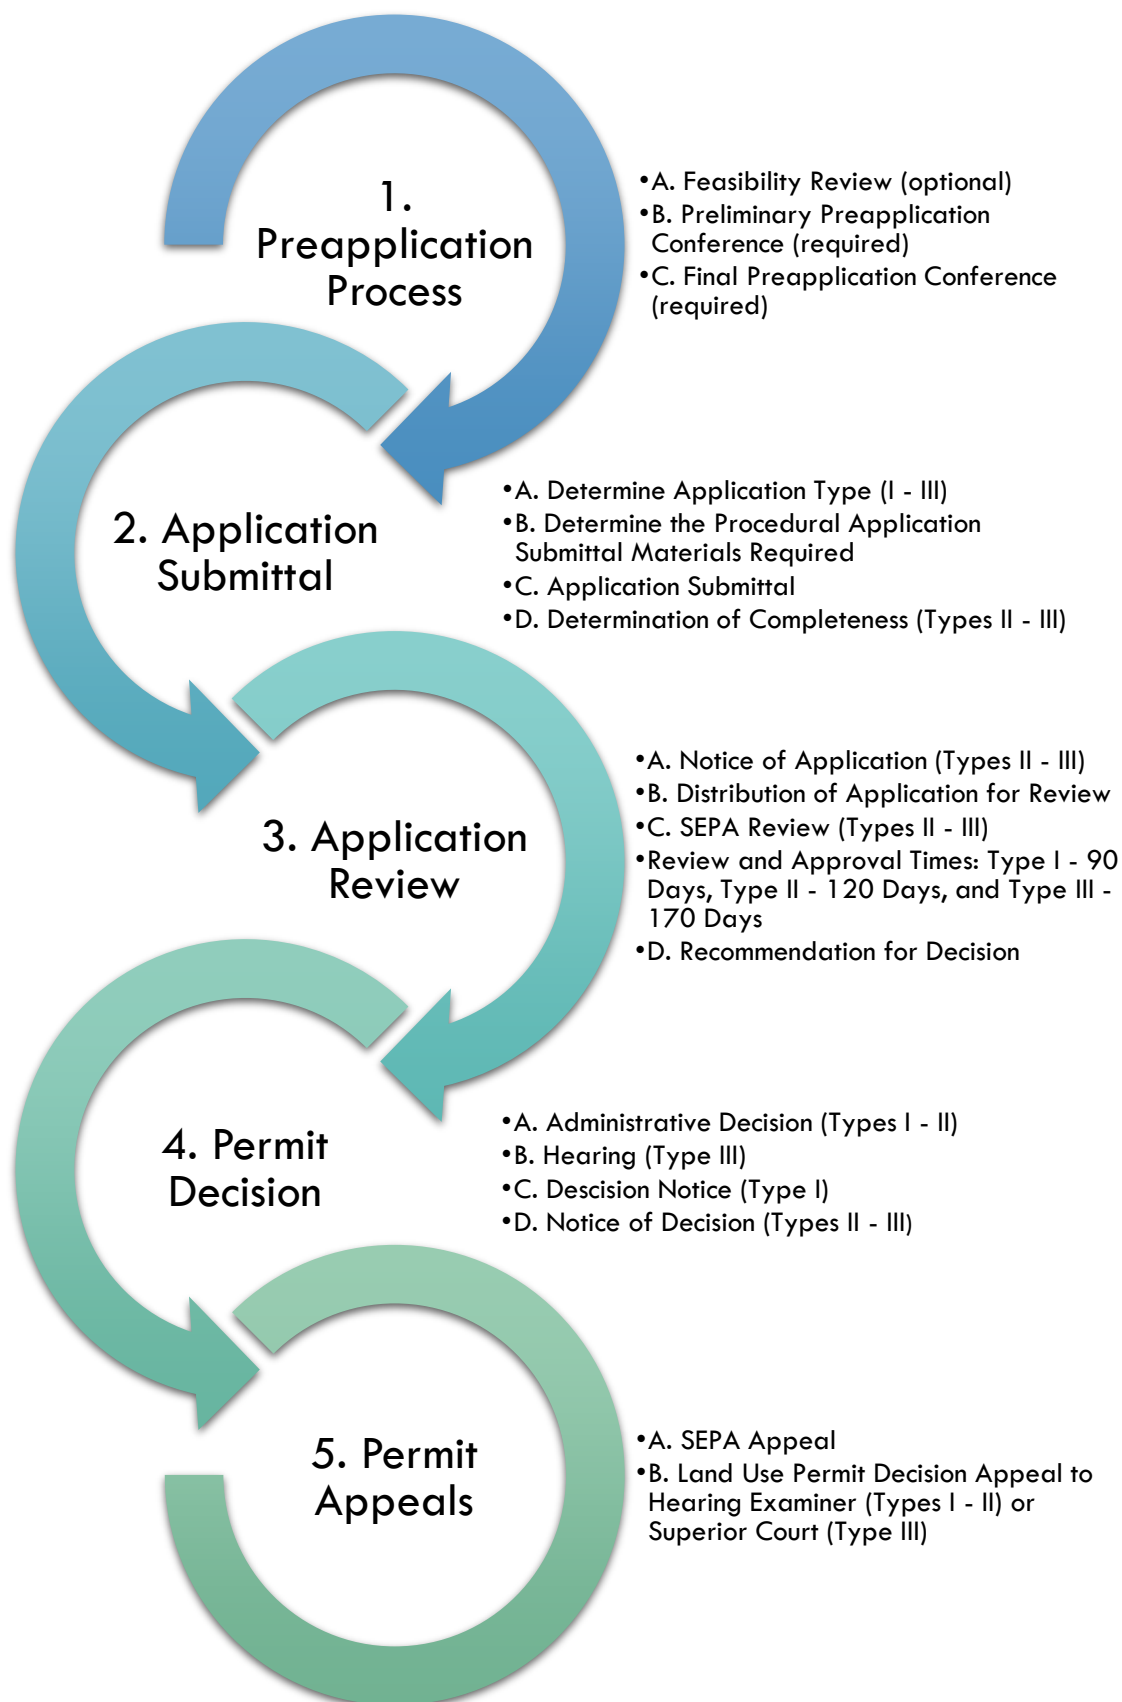 1.
Preapplication
Process
•A. Feasibility Review (optional)
•B. Preliminary Preapplication
Conference (required)
•C. Final Preapplication Conference
(required)
2. Application
Submittal
•A. Determine Application Type (I - III)
•B. Determine the Procedural Application
Submittal Materials Required
•C. Application Submittal
•D. Determination of Completeness (Types II - III)
3. Application
Review
•A. Notice of Application (Types II - III)
•B. Distribution of Application for Review
•C. SEPA Review (Types II - III)
•Review and Approval Times: Type I - 90
Days, Type II - 120 Days, and Type III -
170 Days
•D. Recommendation for Decision
4. Permit
Decision
•A. Administrative Decision (Types I - II)
•B. Hearing (Type III)
•C. Descision Notice (Type I)
•D. Notice of Decision (Types II - III)
5. Permit
Appeals
•A. SEPA Appeal
•B. Land Use Permit Decision Appeal to
Hearing Examiner (Types I - II) or
Superior Court (Type III)